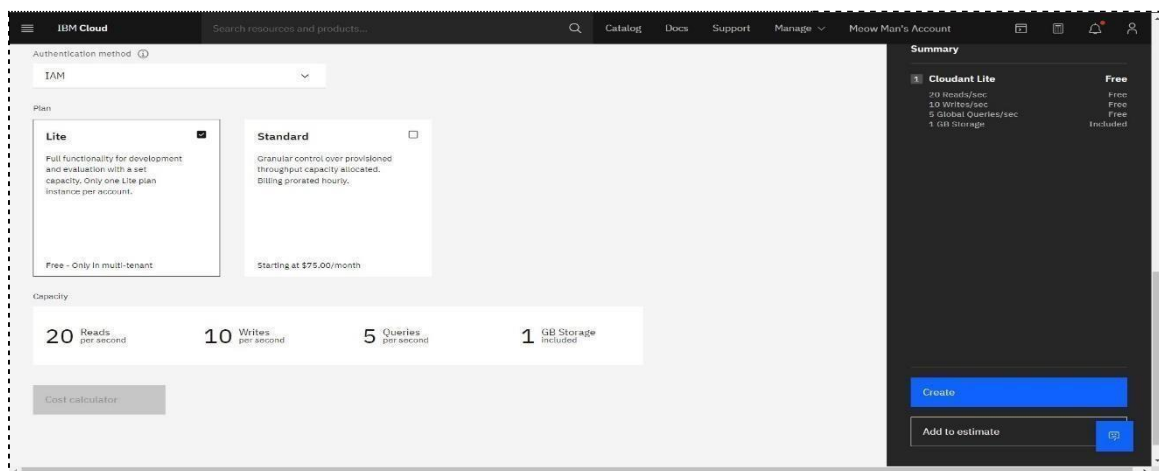 IBM Cloud
Search resources and products...
Catalog
Docs
Support
Manage
Meow Man's Account
Authentication method
IAM
Plan
Lite
Full functionality for development
and evaluation with a set
capacity. Only one Lite plan
instance per account.
Free - Only in multi-tenant
Standard
Granular control over provisioned
throughput capacity allocated.
Billing prorated hourly.
Starting at $75.00/month
Capacity
20 Reads per second
10 Writes per second
5 Queries per second
1 GB Storage included
Cost calculator
Summary
1 Cloudant Lite Free
20 Reads/sec Free
10 Writes/sec Free
5 Global Queries/sec Free
1 GB Storage Included
Create
Add to estimate